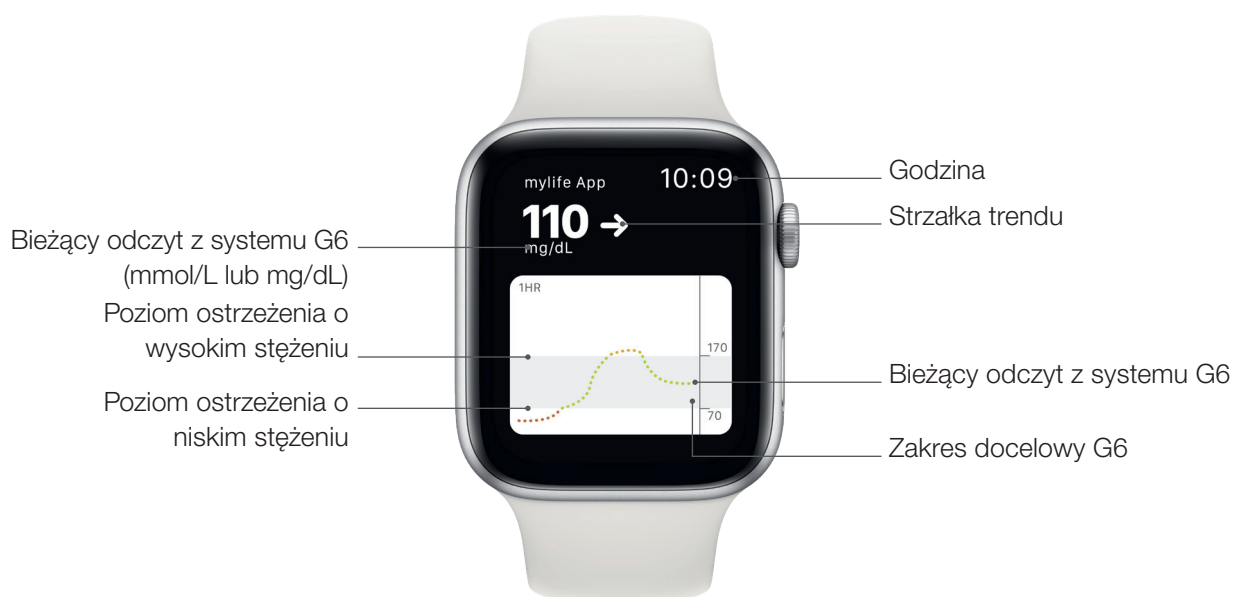 mylife App
10:09
110
mg/dL
1HR
170
70
Bieżący odczyt z systemu G6
(mmol/L lub mg/dL)
Poziom ostrzeżenia o
wysokim stężeniu
Poziom ostrzeżenia o
niskim stężeniu
Godzina
Strzałka trendu
Bieżący odczyt z systemu G6
Zakres docelowy G6